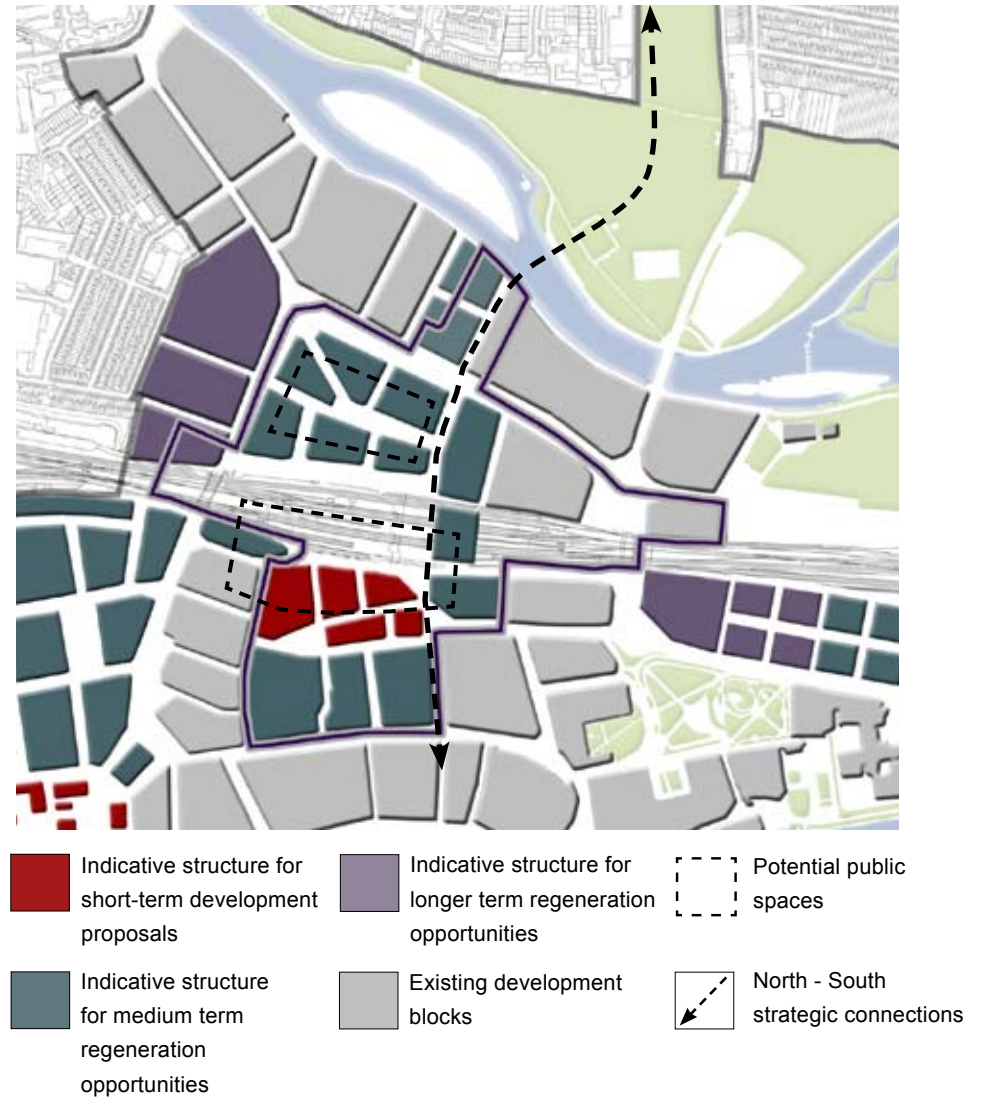 Indicative structure for
short-term development
proposals
Indicative structure for
longer term regeneration
opportunities
Potential public
spaces
Indicative structure
for medium term
regeneration
opportunities
Existing development
blocks
North - South
strategic connections